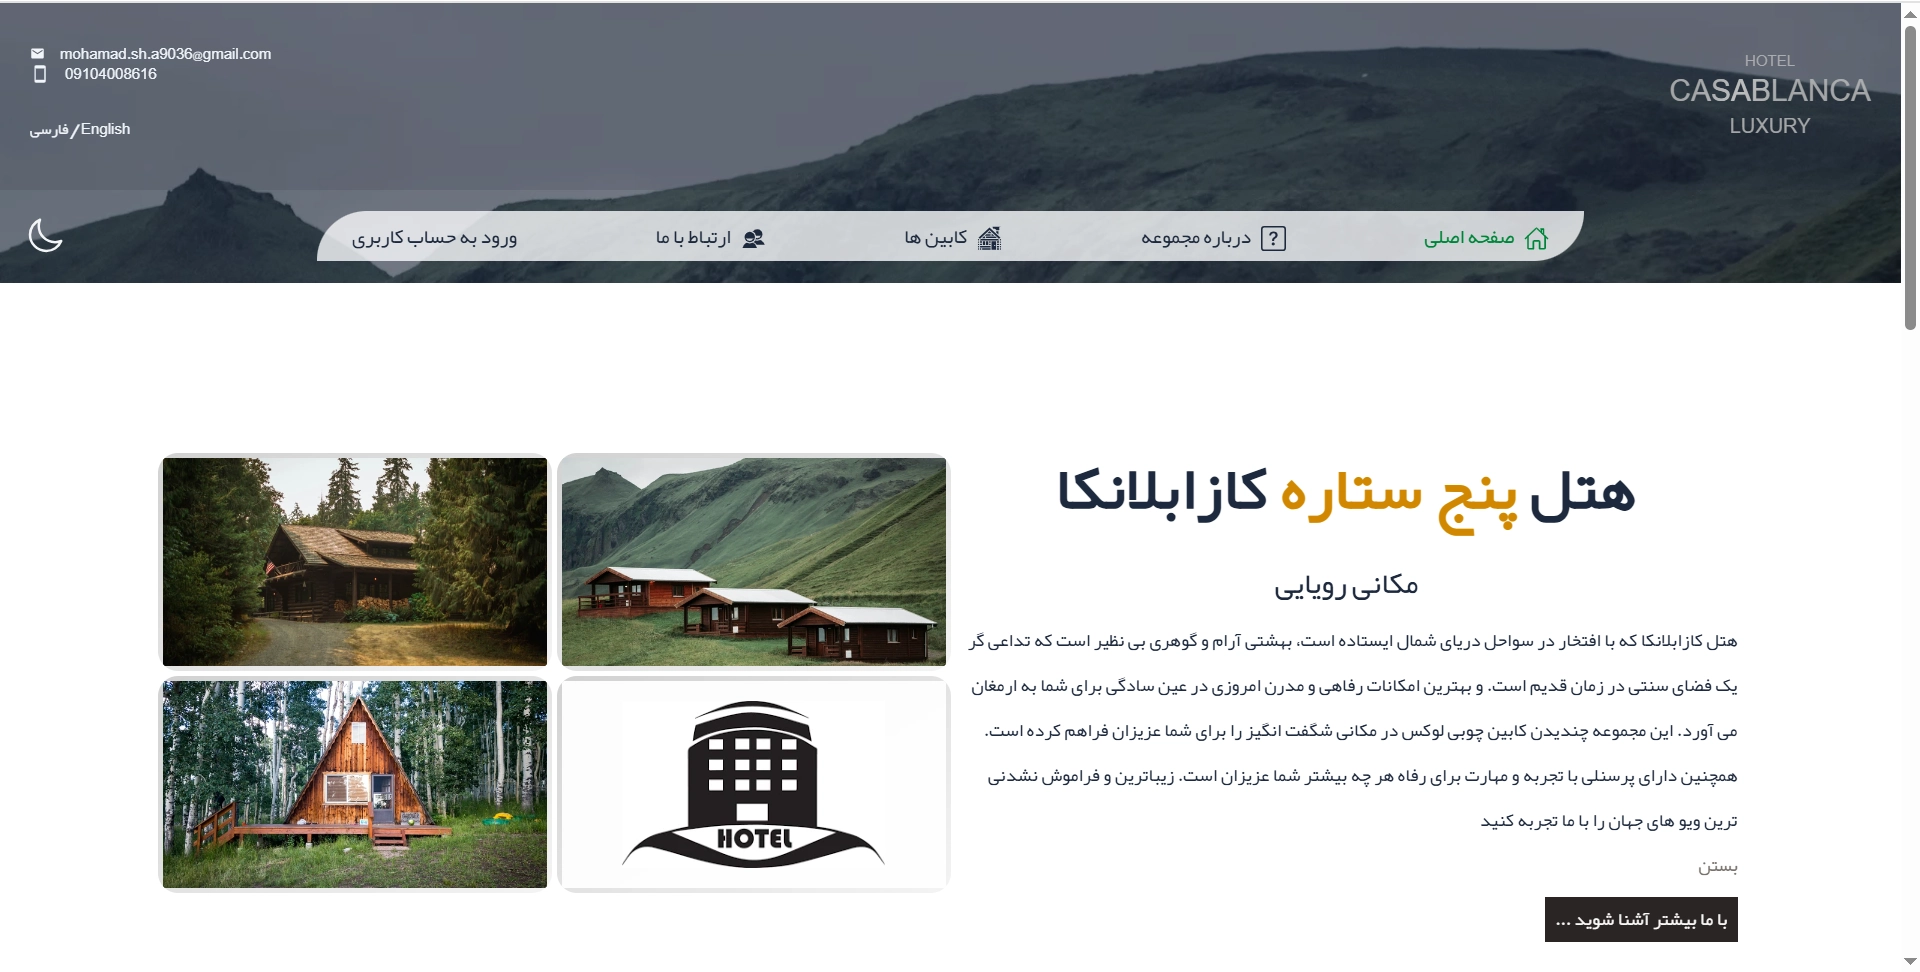 mohamad.sh.a9036@gmail.com
09104008616
فارسی/English
HOTEL
CASABLANCA
LUXURY
صفحه اصلی
درباره مجموعه
کابین ها
ارتباط با ما
ورود به حساب کاربری
هتل پنج ستاره کازابلانکا
مکانی رویایی
هتل کازابلانکا که با افتخار در سواحل دریای شمال ایستاده است، بهشتی آرام و گوهری بی نظیر است که تداعی گر
یک فضای سنتی در زمان قدیم است. و بهترین امکانات رفاهی و مدرن امروزی در عین سادگی برای شما به ارمغان
می آورد. این مجموعه چندیدن کابین چوبی لوکس در مکانی شگفت انگیز را برای شما عزیزان فراهم کرده است.
همچنین دارای پرسنلی با تجربه و مهارت برای رفاه هر چه بیشتر شما عزیزان است. زیباترین و فراموش نشدنی
ترین ویو های جهان را با ما تجربه کنید
بستن
با ما بیشتر آشنا شوید ...
HOTEL